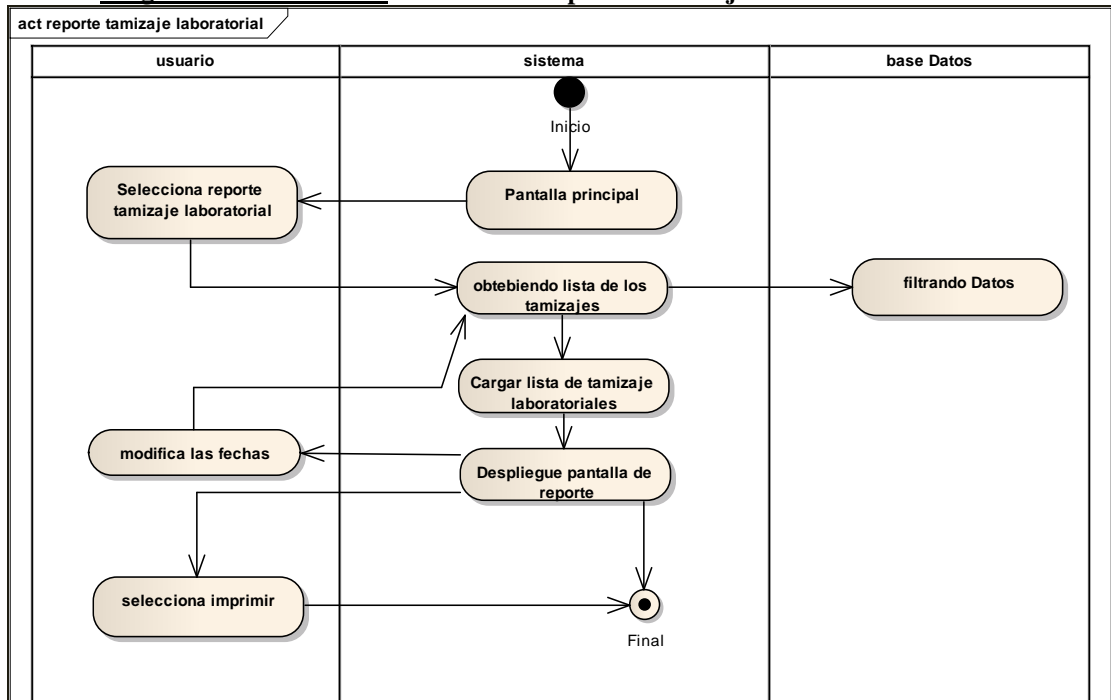 act reporte tamizaje laboratorial
usuario
sistema
base Datos
Inicio
Selecciona reporte
tamizaje laboratorial
Pantalla principal
obtebiendo lista de los
tamizajes
filtrando Datos
Cargar lista de tamizaje
laboratoriales
modifica las fechas
Despliegue pantalla de
reporte
selecciona imprimir
Final